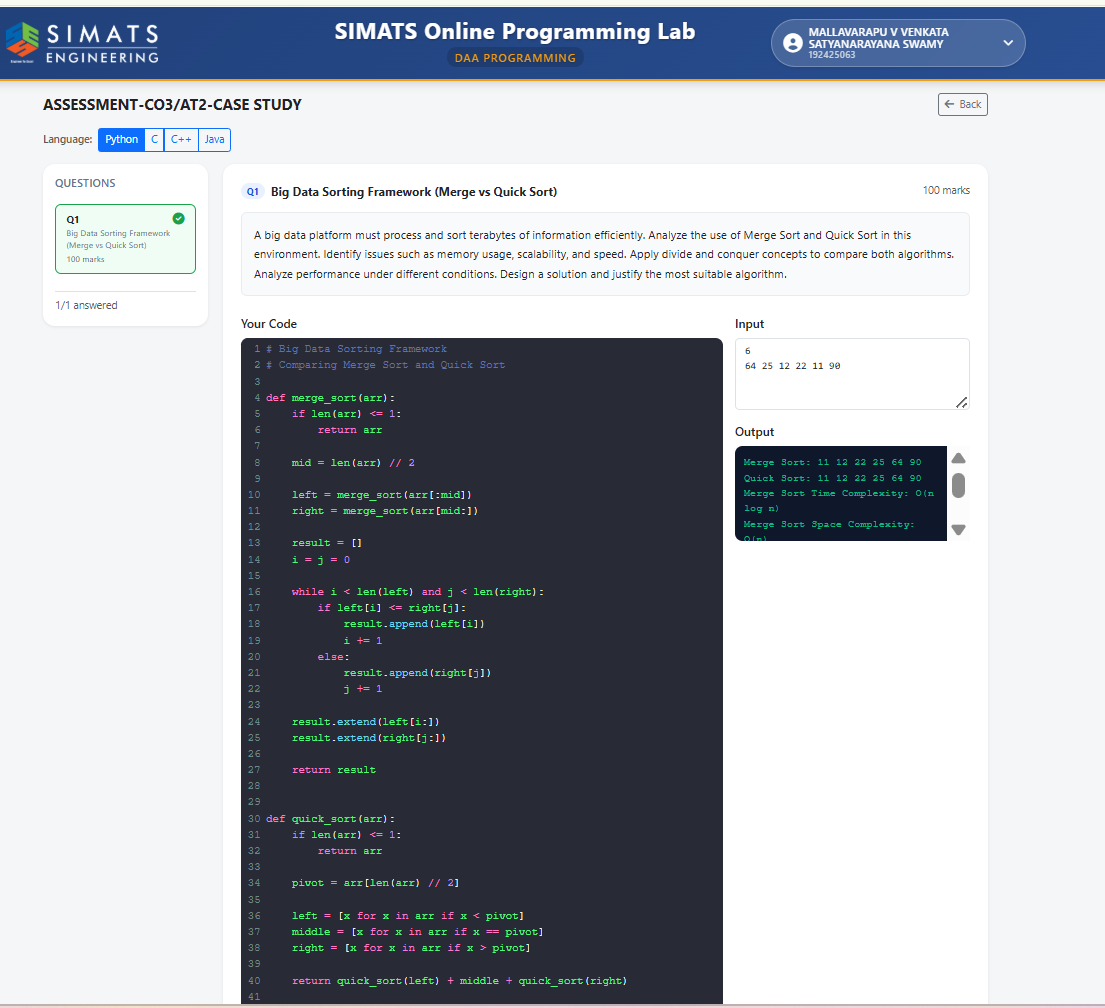 SIMATS
ENGINEERING
SIMATS Online Programming Lab
DAA PROGRAMMING
MALLAVARAPU V VENKATA
SATYANARAYANA SWAMY
192425063
ASSESSMENT-CO3/AT2-CASE STUDY
← Back
Language: Python C C++ Java
QUESTIONS
Q1
Big Data Sorting Framework
(Merge vs Quick Sort)
100 marks
1/1 answered
Q1 Big Data Sorting Framework (Merge vs Quick Sort)
100 marks
A big data platform must process and sort terabytes of information efficiently. Analyze the use of Merge Sort and Quick Sort in this
environment. Identify issues such as memory usage, scalability, and speed. Apply divide and conquer concepts to compare both algorithms.
Analyze performance under different conditions. Design a solution and justify the most suitable algorithm.
Your Code
1 # Big Data Sorting Framework
2 # Comparing Merge Sort and Quick Sort
3
4 def merge_sort(arr):
5     if len(arr) <= 1:
6         return arr
7
8     mid = len(arr) // 2
9
10     left = merge_sort(arr[:mid])
11     right = merge_sort(arr[mid:])
12
13     result = []
14     i = j = 0
15
16     while i < len(left) and j < len(right):
17         if left[i] <= right[j]:
18             result.append(left[i])
19             i += 1
20         else:
21             result.append(right[j])
22             j += 1
23
24     result.extend(left[i:])
25     result.extend(right[j:])
26
27     return result
28
29
30 def quick_sort(arr):
31     if len(arr) <= 1:
32         return arr
33
34     pivot = arr[len(arr) // 2]
35
36     left = [x for x in arr if x < pivot]
37     middle = [x for x in arr if x == pivot]
38     right = [x for x in arr if x > pivot]
39
40     return quick_sort(left) + middle + quick_sort(right)
41
Input
6
64 25 12 22 11 90
Output
Merge Sort: 11 12 22 25 64 90
Quick Sort: 11 12 22 25 64 90
Merge Sort Time Complexity: O(n
log n)
Merge Sort Space Complexity:
O(n)